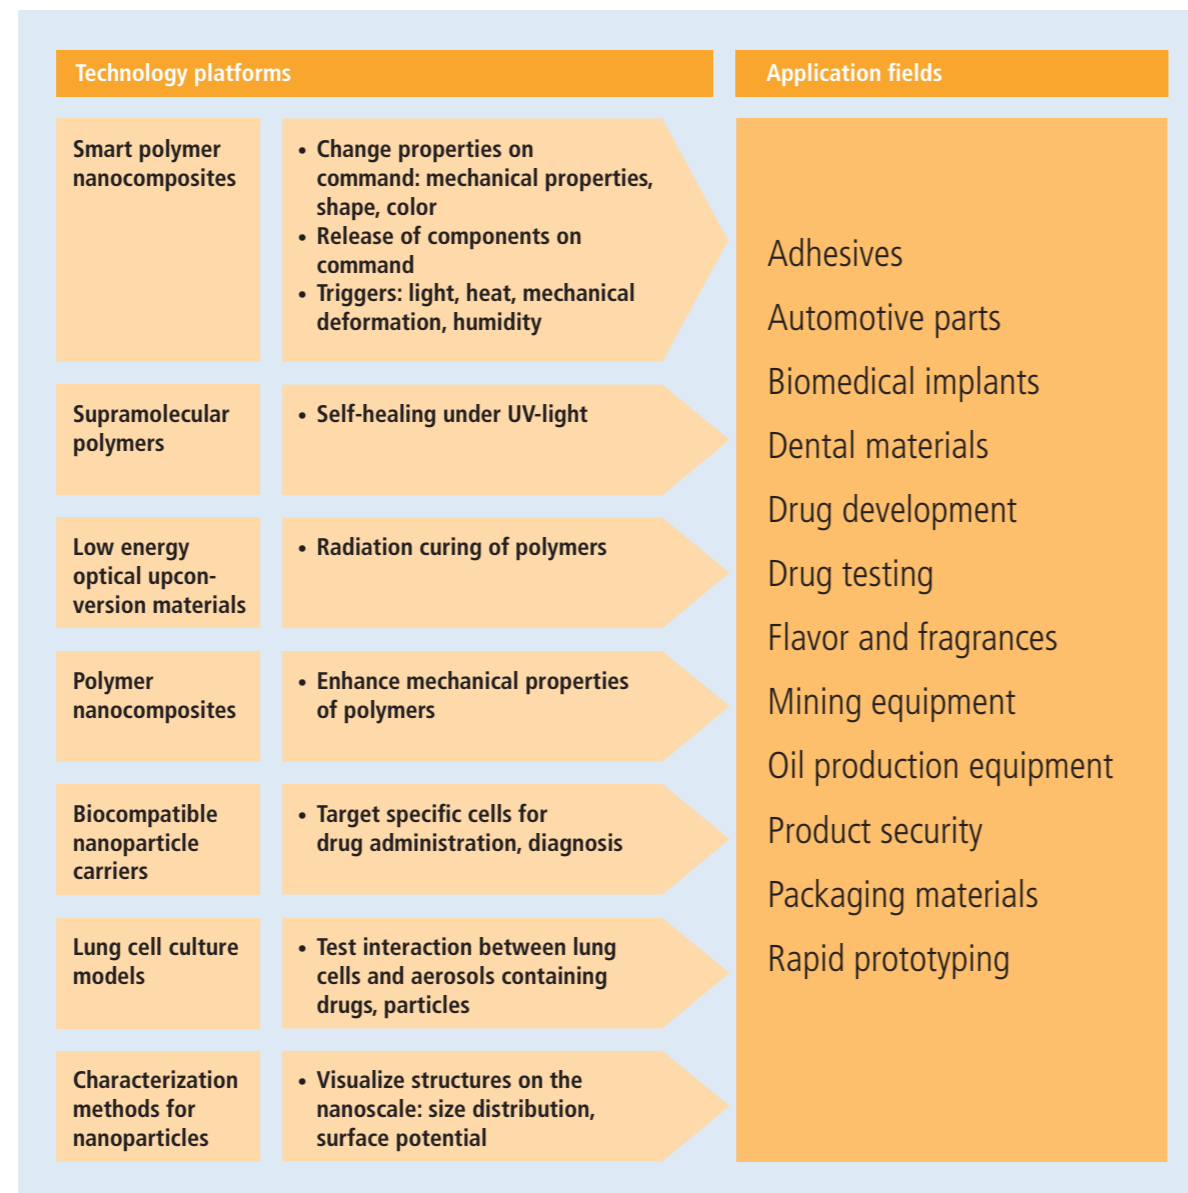 Technology platforms
Application fields
Smart polymer
nanocomposites
• Change properties on
command: mechanical properties,
shape, color
• Release of components on
command
• Triggers: light, heat, mechanical
deformation, humidity
Supramolecular
polymers
• Self-healing under UV-light
Low energy
optical upcon-
version materials
• Radiation curing of polymers
Polymer
nanocomposites
• Enhance mechanical properties
of polymers
Biocompatible
nanoparticle
carriers
• Target specific cells for
drug administration, diagnosis
Lung cell culture
models
• Test interaction between lung
cells and aerosols containing
drugs, particles
Characterization
methods for
nanoparticles
• Visualize structures on the
nanoscale: size distribution,
surface potential
Adhesives
Automotive parts
Biomedical implants
Dental materials
Drug development
Drug testing
Flavor and fragrances
Mining equipment
Oil production equipment
Product security
Packaging materials
Rapid prototyping